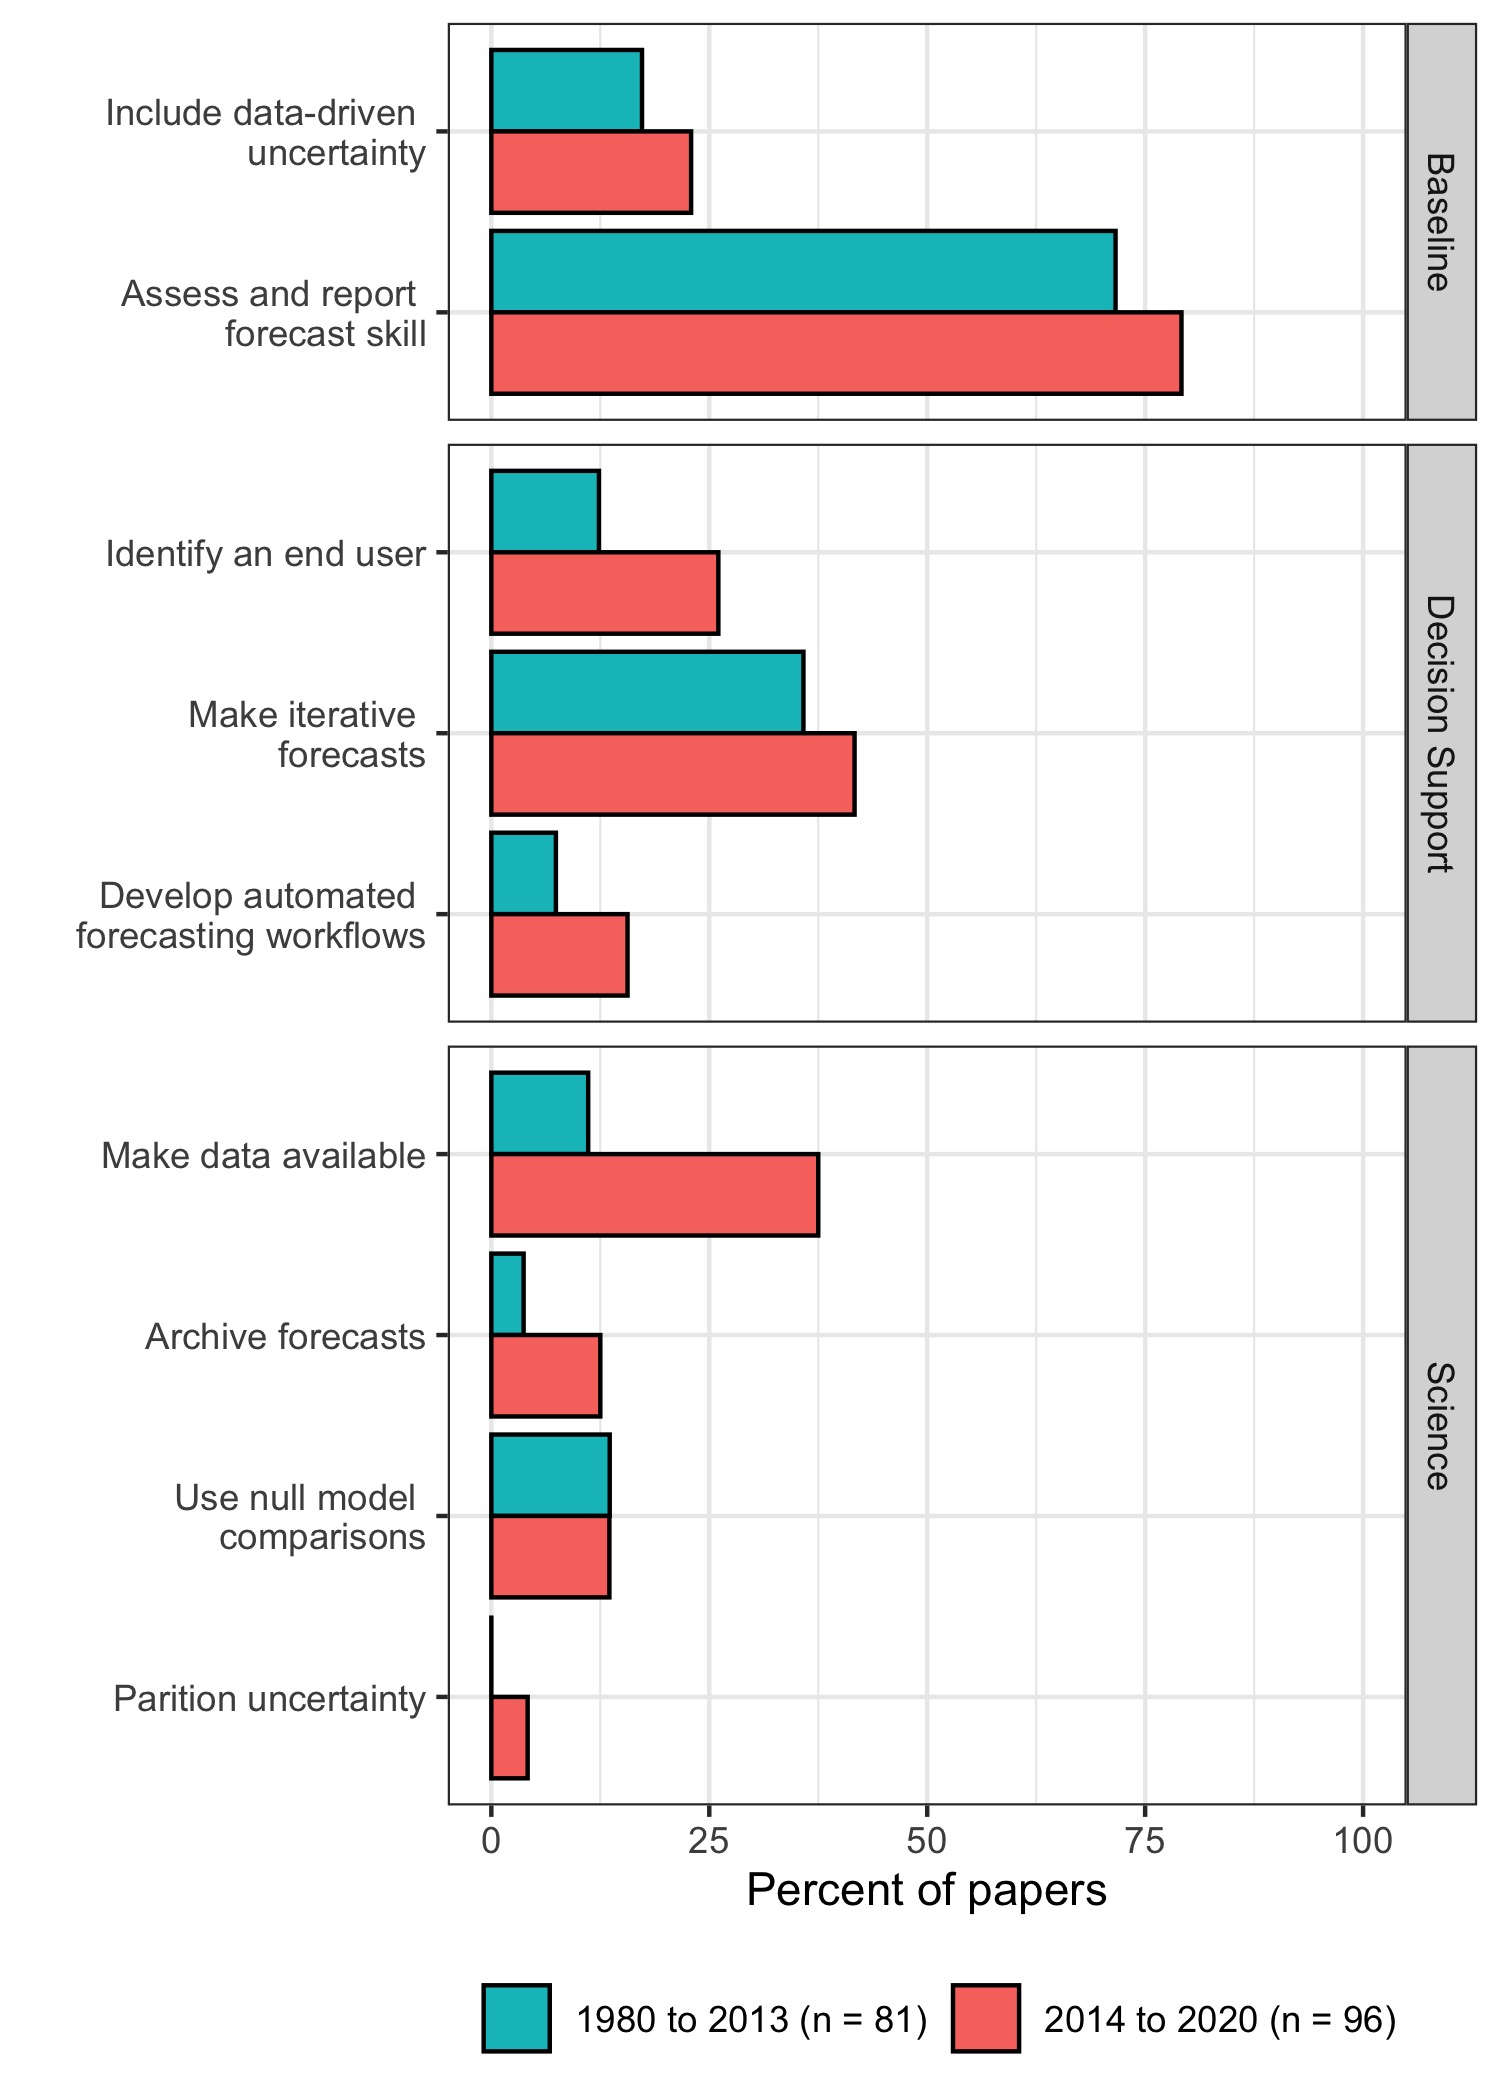 Include data-driven
uncertainty
Assess and report
forecast skill
Baseline
Identify an end user
Make iterative
forecasts
Develop automated
forecasting workflows
Decision Support
Make data available
Archive forecasts
Use null model
comparisons
Parition uncertainty
Science
0 25 50 75 100
Percent of papers
1980 to 2013 (n = 81) 2014 to 2020 (n = 96)